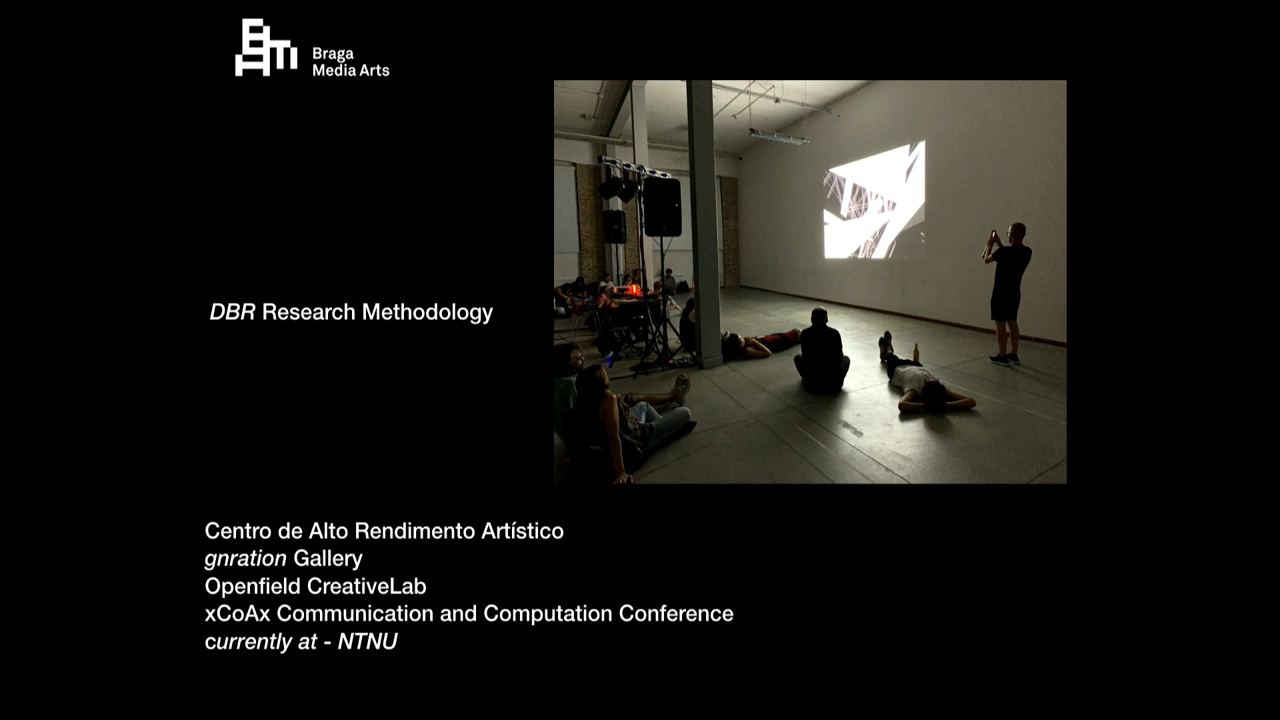 Braga
Media Arts
DBR Research Methodology
Centro de Alto Rendimento Artístico
gnration Gallery
Openfield CreativeLab
xCoAx Communication and Computation Conference
currently at - NTNU